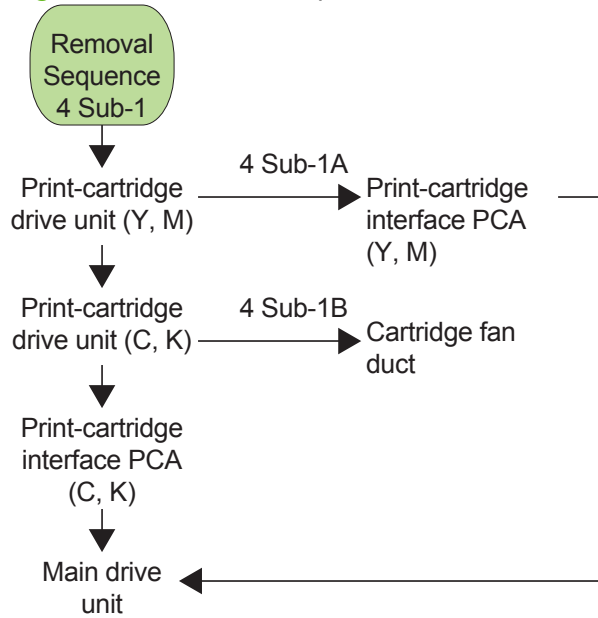 Removal
Sequence
4 Sub-1
4 Sub-1A
Print-cartridge
drive unit (Y, M)
Print-cartridge
interface PCA
(Y, M)
4 Sub-1B
Print-cartridge
drive unit (C, K)
Cartridge fan
duct
Print-cartridge
interface PCA
(C, K)
Main drive
unit